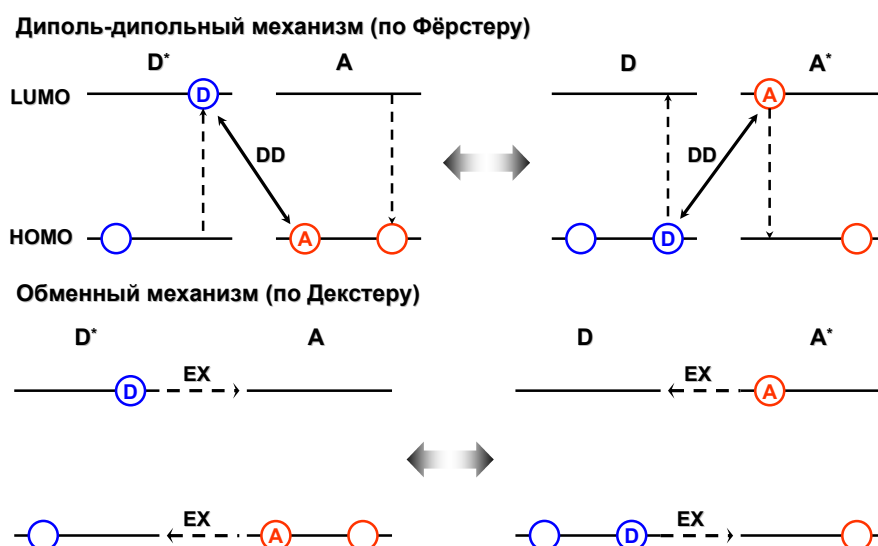 Диполь-дипольный механизм (по Фёрстеру)
D* A D A*
LUMO D A
DD DD
HOMO A D
Обменный механизм (по Декстеру)
D* A D A*
D EX EX A
EX A D EX